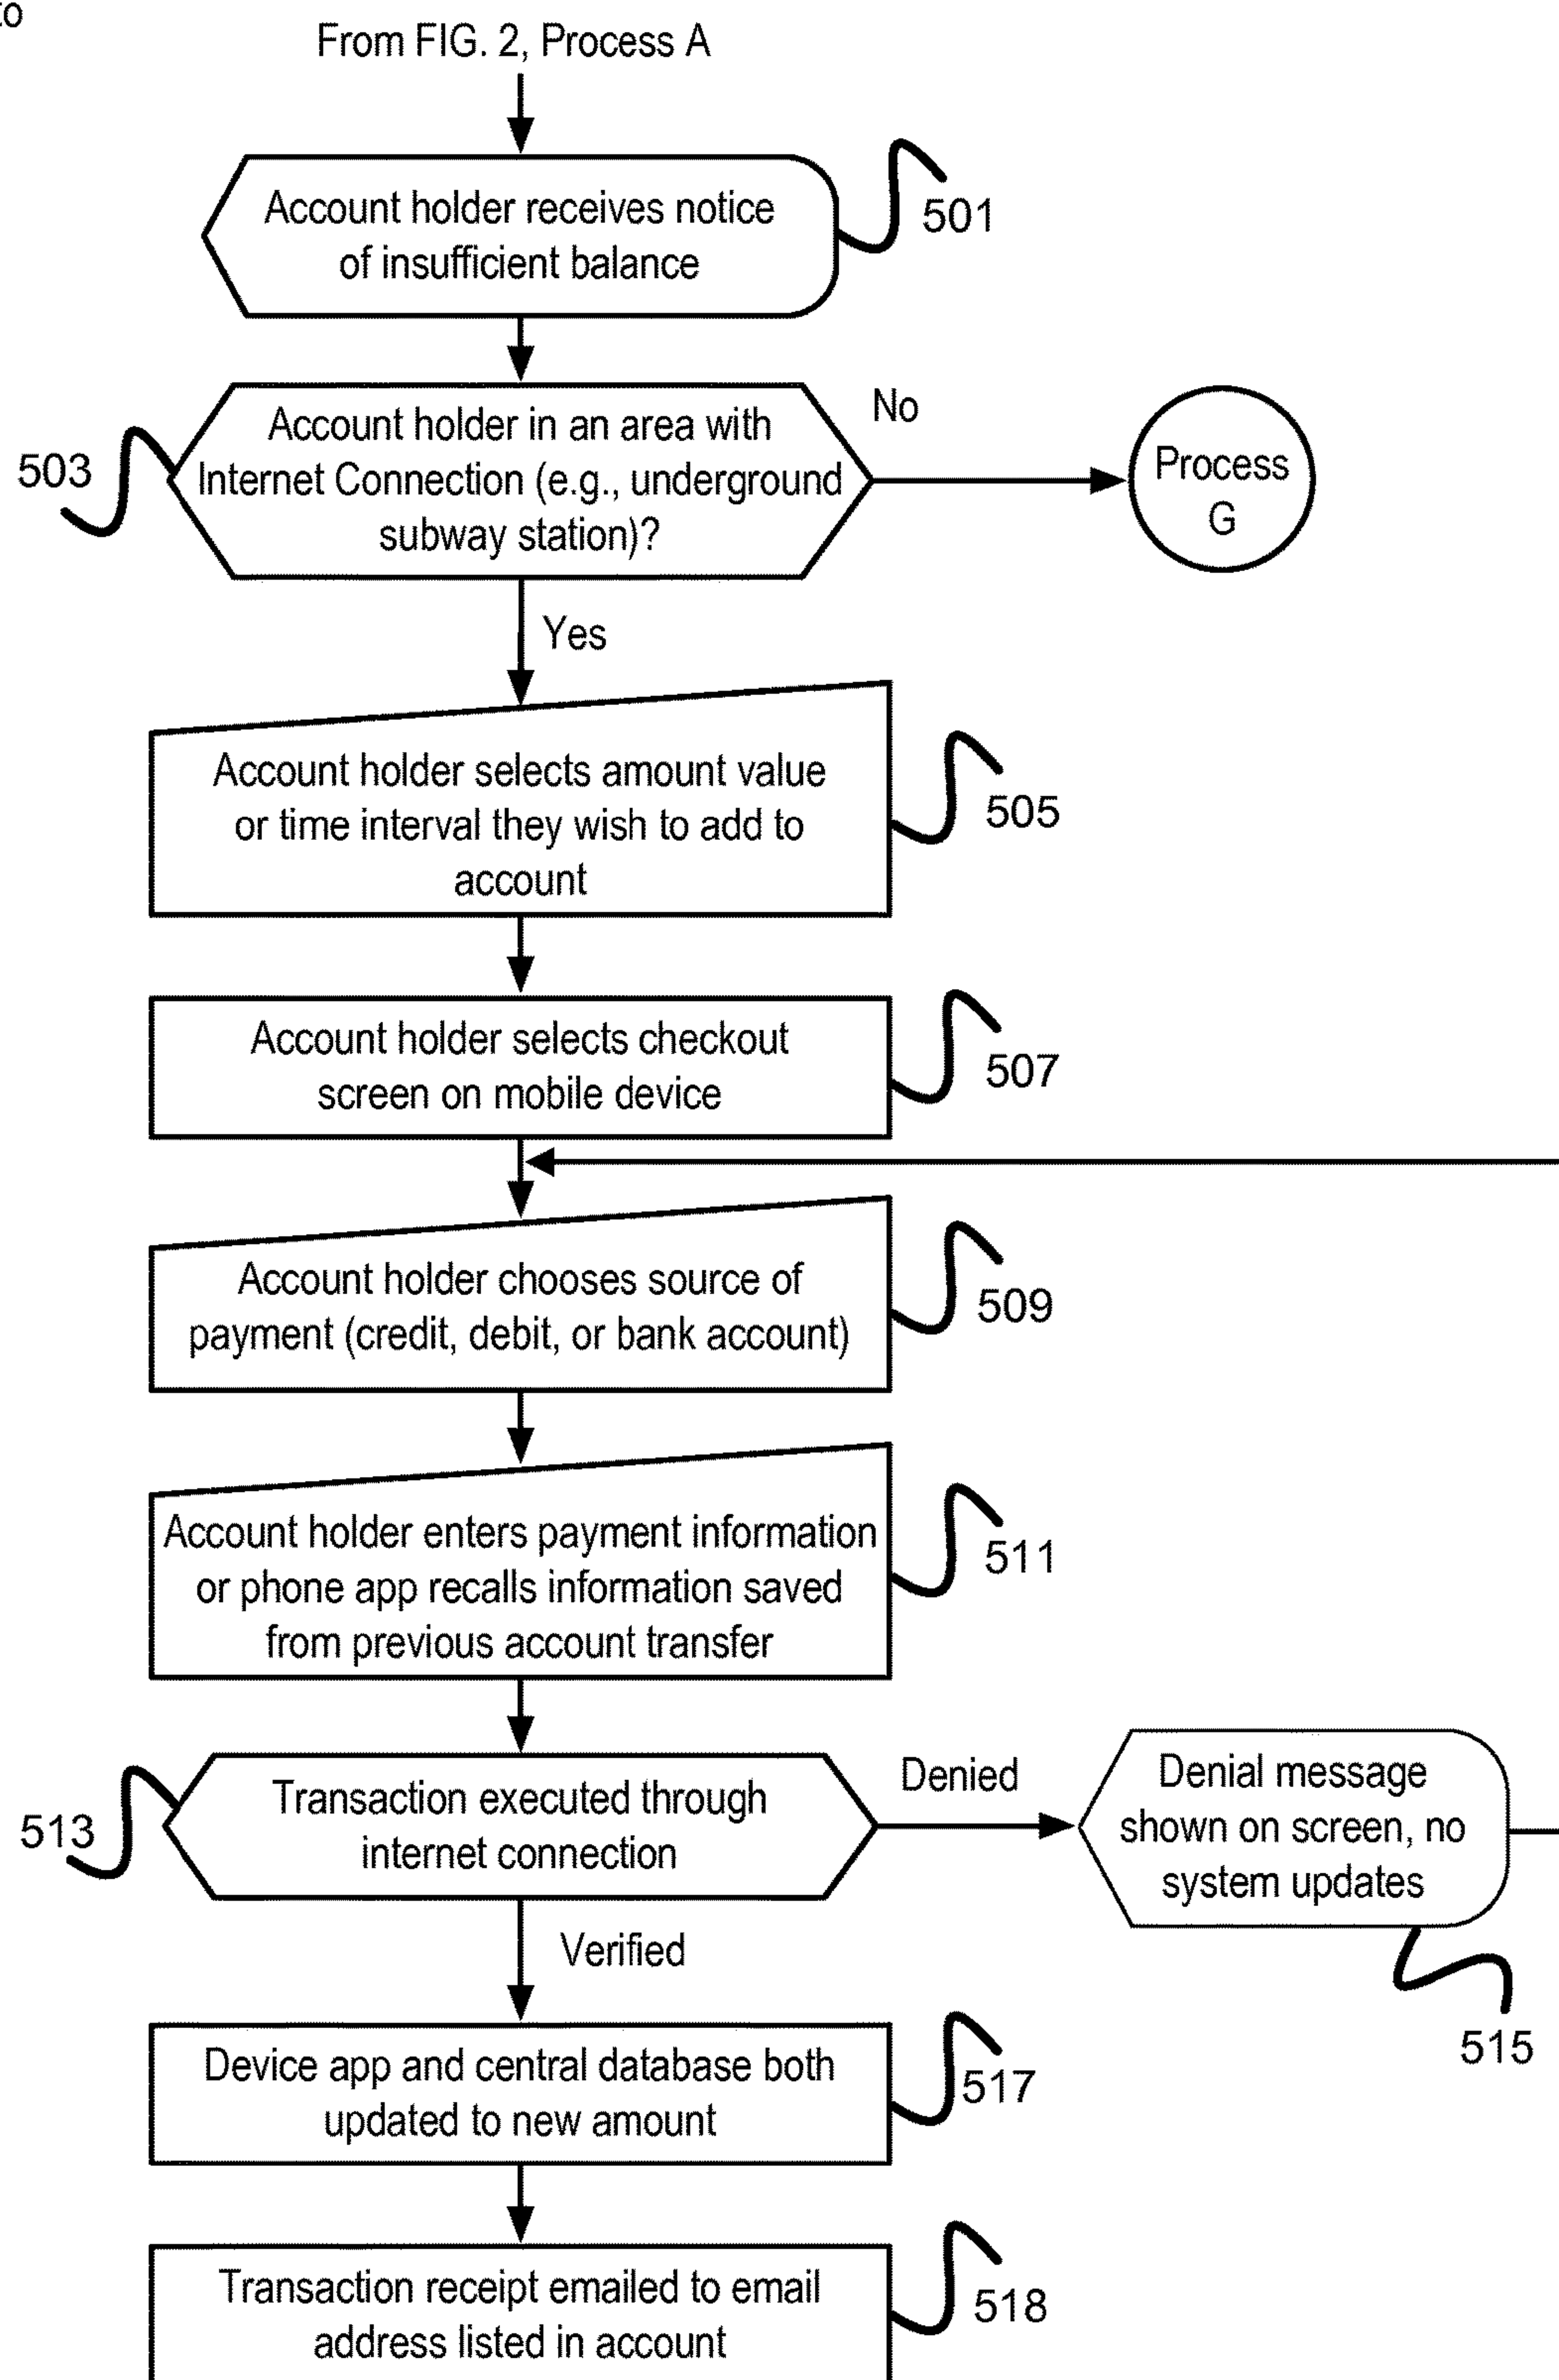 to
From FIG. 2, Process A
Account holder receives notice
of insufficient balance
501
Account holder in an area with
Internet Connection (e.g., underground
subway station)?
503
No
Process
G
Yes
Account holder selects amount value
or time interval they wish to add to
account
505
Account holder selects checkout
screen on mobile device
507
Account holder chooses source of
payment (credit, debit, or bank account)
509
Account holder enters payment information
or phone app recalls information saved
from previous account transfer
511
Transaction executed through
internet connection
513
Denied
Denial message
shown on screen, no
system updates
515
Verified
Device app and central database both
updated to new amount
517
Transaction receipt emailed to email
address listed in account
518